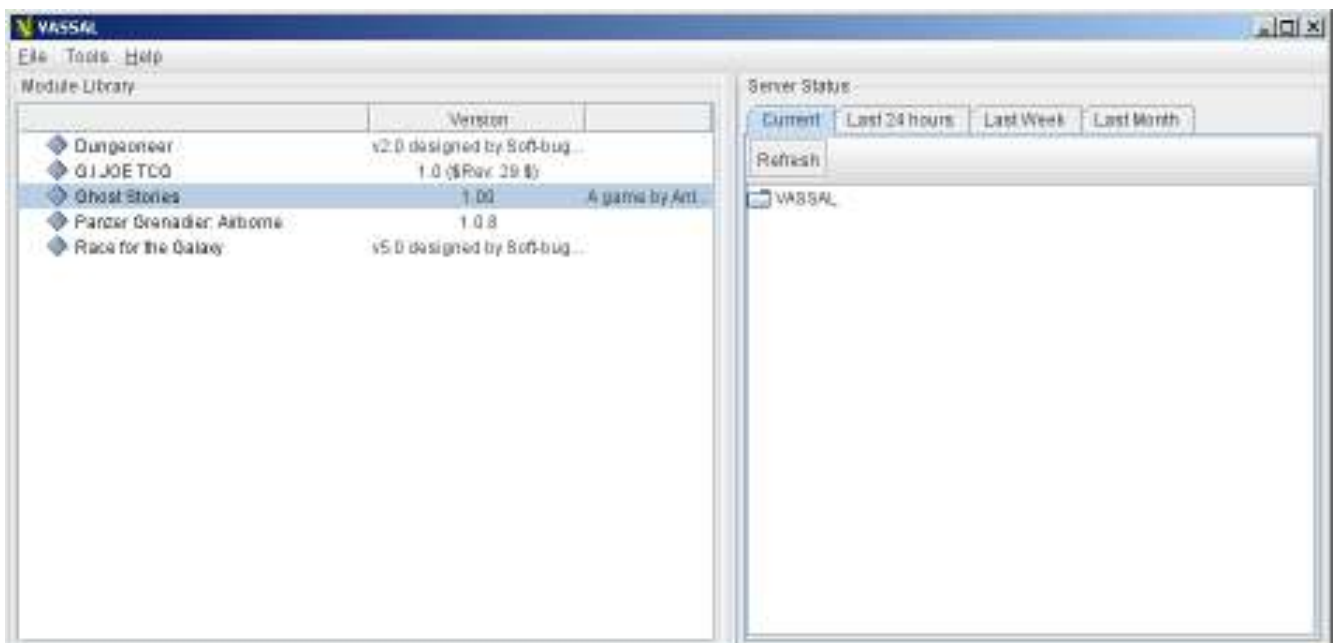 VASSAL
File Tools Help
Module Library
Version
Dungeoneer v2.0 designed by Soft-bug...
G.I.JOE TCG 1.0 ($Rev: 29 $)
Ghost Stories 1.00 A game by Ant...
Panzer Grenadier: Airborne 1.0.8
Race for the Galaxy v5.0 designed by Soft-bug...
Server Status
Current Last 24 hours Last Week Last Month
Refresh
VASSAL